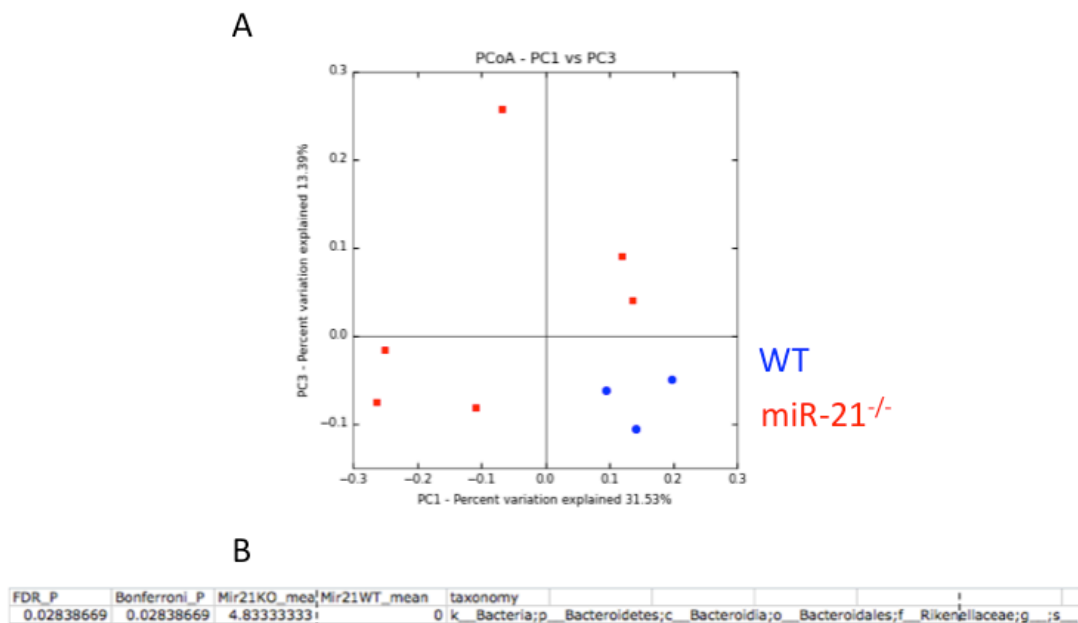 A
PCoA - PC1 vs PC3
PC3 - Percent variation explained 13.39%
0.3
0.2
0.1
0.0
−0.1
−0.3 −0.2 −0.1 0.0 0.1 0.2 0.3
PC1 - Percent variation explained 31.53%
WT
miR-21-/-
B
FDR_P Bonferroni_P Mir21KO_mea Mir21WT_mean taxonomy
0.02838669 0.02838669 4.83333333 0 k__Bacteria;p__Bacteroidetes;c__Bacteroidia;o__Bacteroidales;f__Rikenellaceae;g__;s__